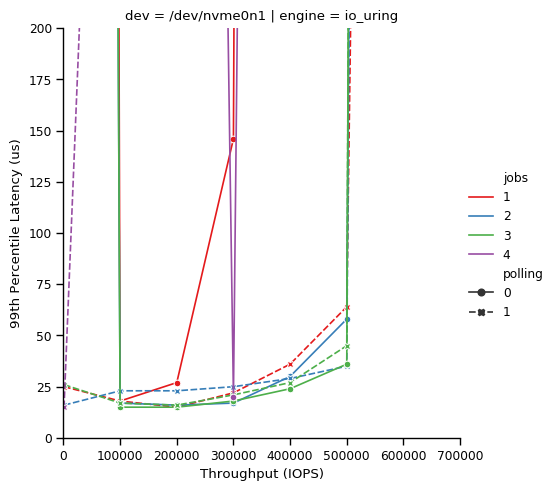 dev = /dev/nvme0n1 | engine = io_uring
200
175
150
125
100
75
50
25
0
99th Percentile Latency (us)
0 100000 200000 300000 400000 500000 600000 700000
Throughput (IOPS)
jobs
1
2
3
4
polling
0
1